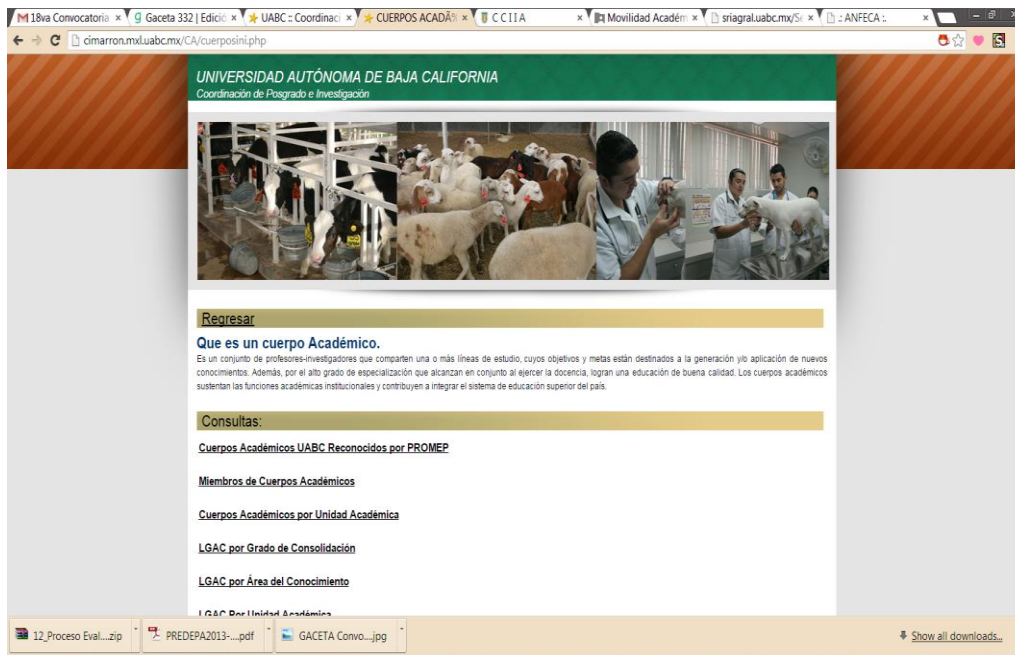 18va Convocatoria
Gaceta 332 | Edició
UABC :: Coordinaci
CUERPOS ACADÃ
C C I I A
Movilidad Académ
sriagral.uabc.mx/Se
.: ANFECA :.
cimarron.mxl.uabc.mx/CA/cuerposini.php
UNIVERSIDAD AUTÓNOMA DE BAJA CALIFORNIA
Coordinación de Posgrado e Investigación
Regresar
Que es un cuerpo Académico.
Es un conjunto de profesores-investigadores que comparten una o más líneas de estudio, cuyos objetivos y metas están destinados a la generación y/o aplicación de nuevos
conocimientos. Además, por el alto grado de especialización que alcanzan en conjunto al ejercer la docencia, logran una educación de buena calidad. Los cuerpos académicos
sustentan las funciones académicas institucionales y contribuyen a integrar el sistema de educación superior del país.
Consultas:
Cuerpos Académicos UABC Reconocidos por PROMEP
Miembros de Cuerpos Académicos
Cuerpos Académicos por Unidad Académica
LGAC por Grado de Consolidación
LGAC por Área del Conocimiento
LGAC Por Unidad Académica
12_Proceso Eval....zip
PREDEPA2013-....pdf
GACETA Convo....jpg
Show all downloads...